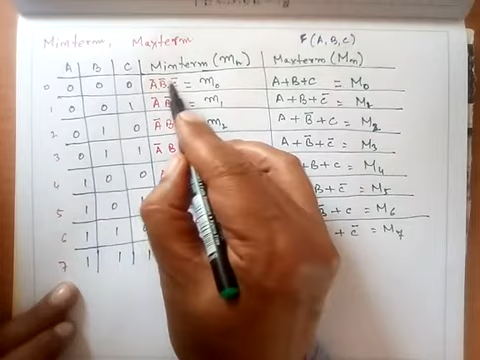 Minterm, Maxterm F(A, B, C)
A B C Minterm (mn) Maxterm (Mm)
0 0 0 0 A̅ B̅ C̅ = m0 A+B+C = M0
1 0 0 1 A̅ = m1 A+B+C̅ = M1
2 0 1 0 A̅ B m2 A+B̅+C = M2
3 0 1 1 A̅ B A+B̅+C̅ = M3
4 1 0 0 +B+C = M4
5 1 0 B+C̅ = M5
6 1 1 B̅+C = M6
7 1 1 1 +C̅ = M7